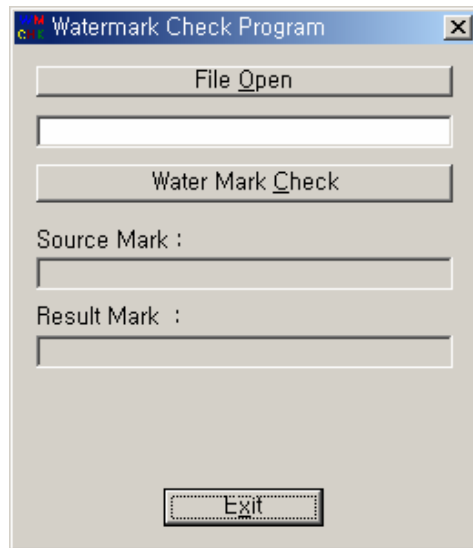 Watermark Check Program
File Open
Water Mark Check
Source Mark :
Result Mark :
Exit